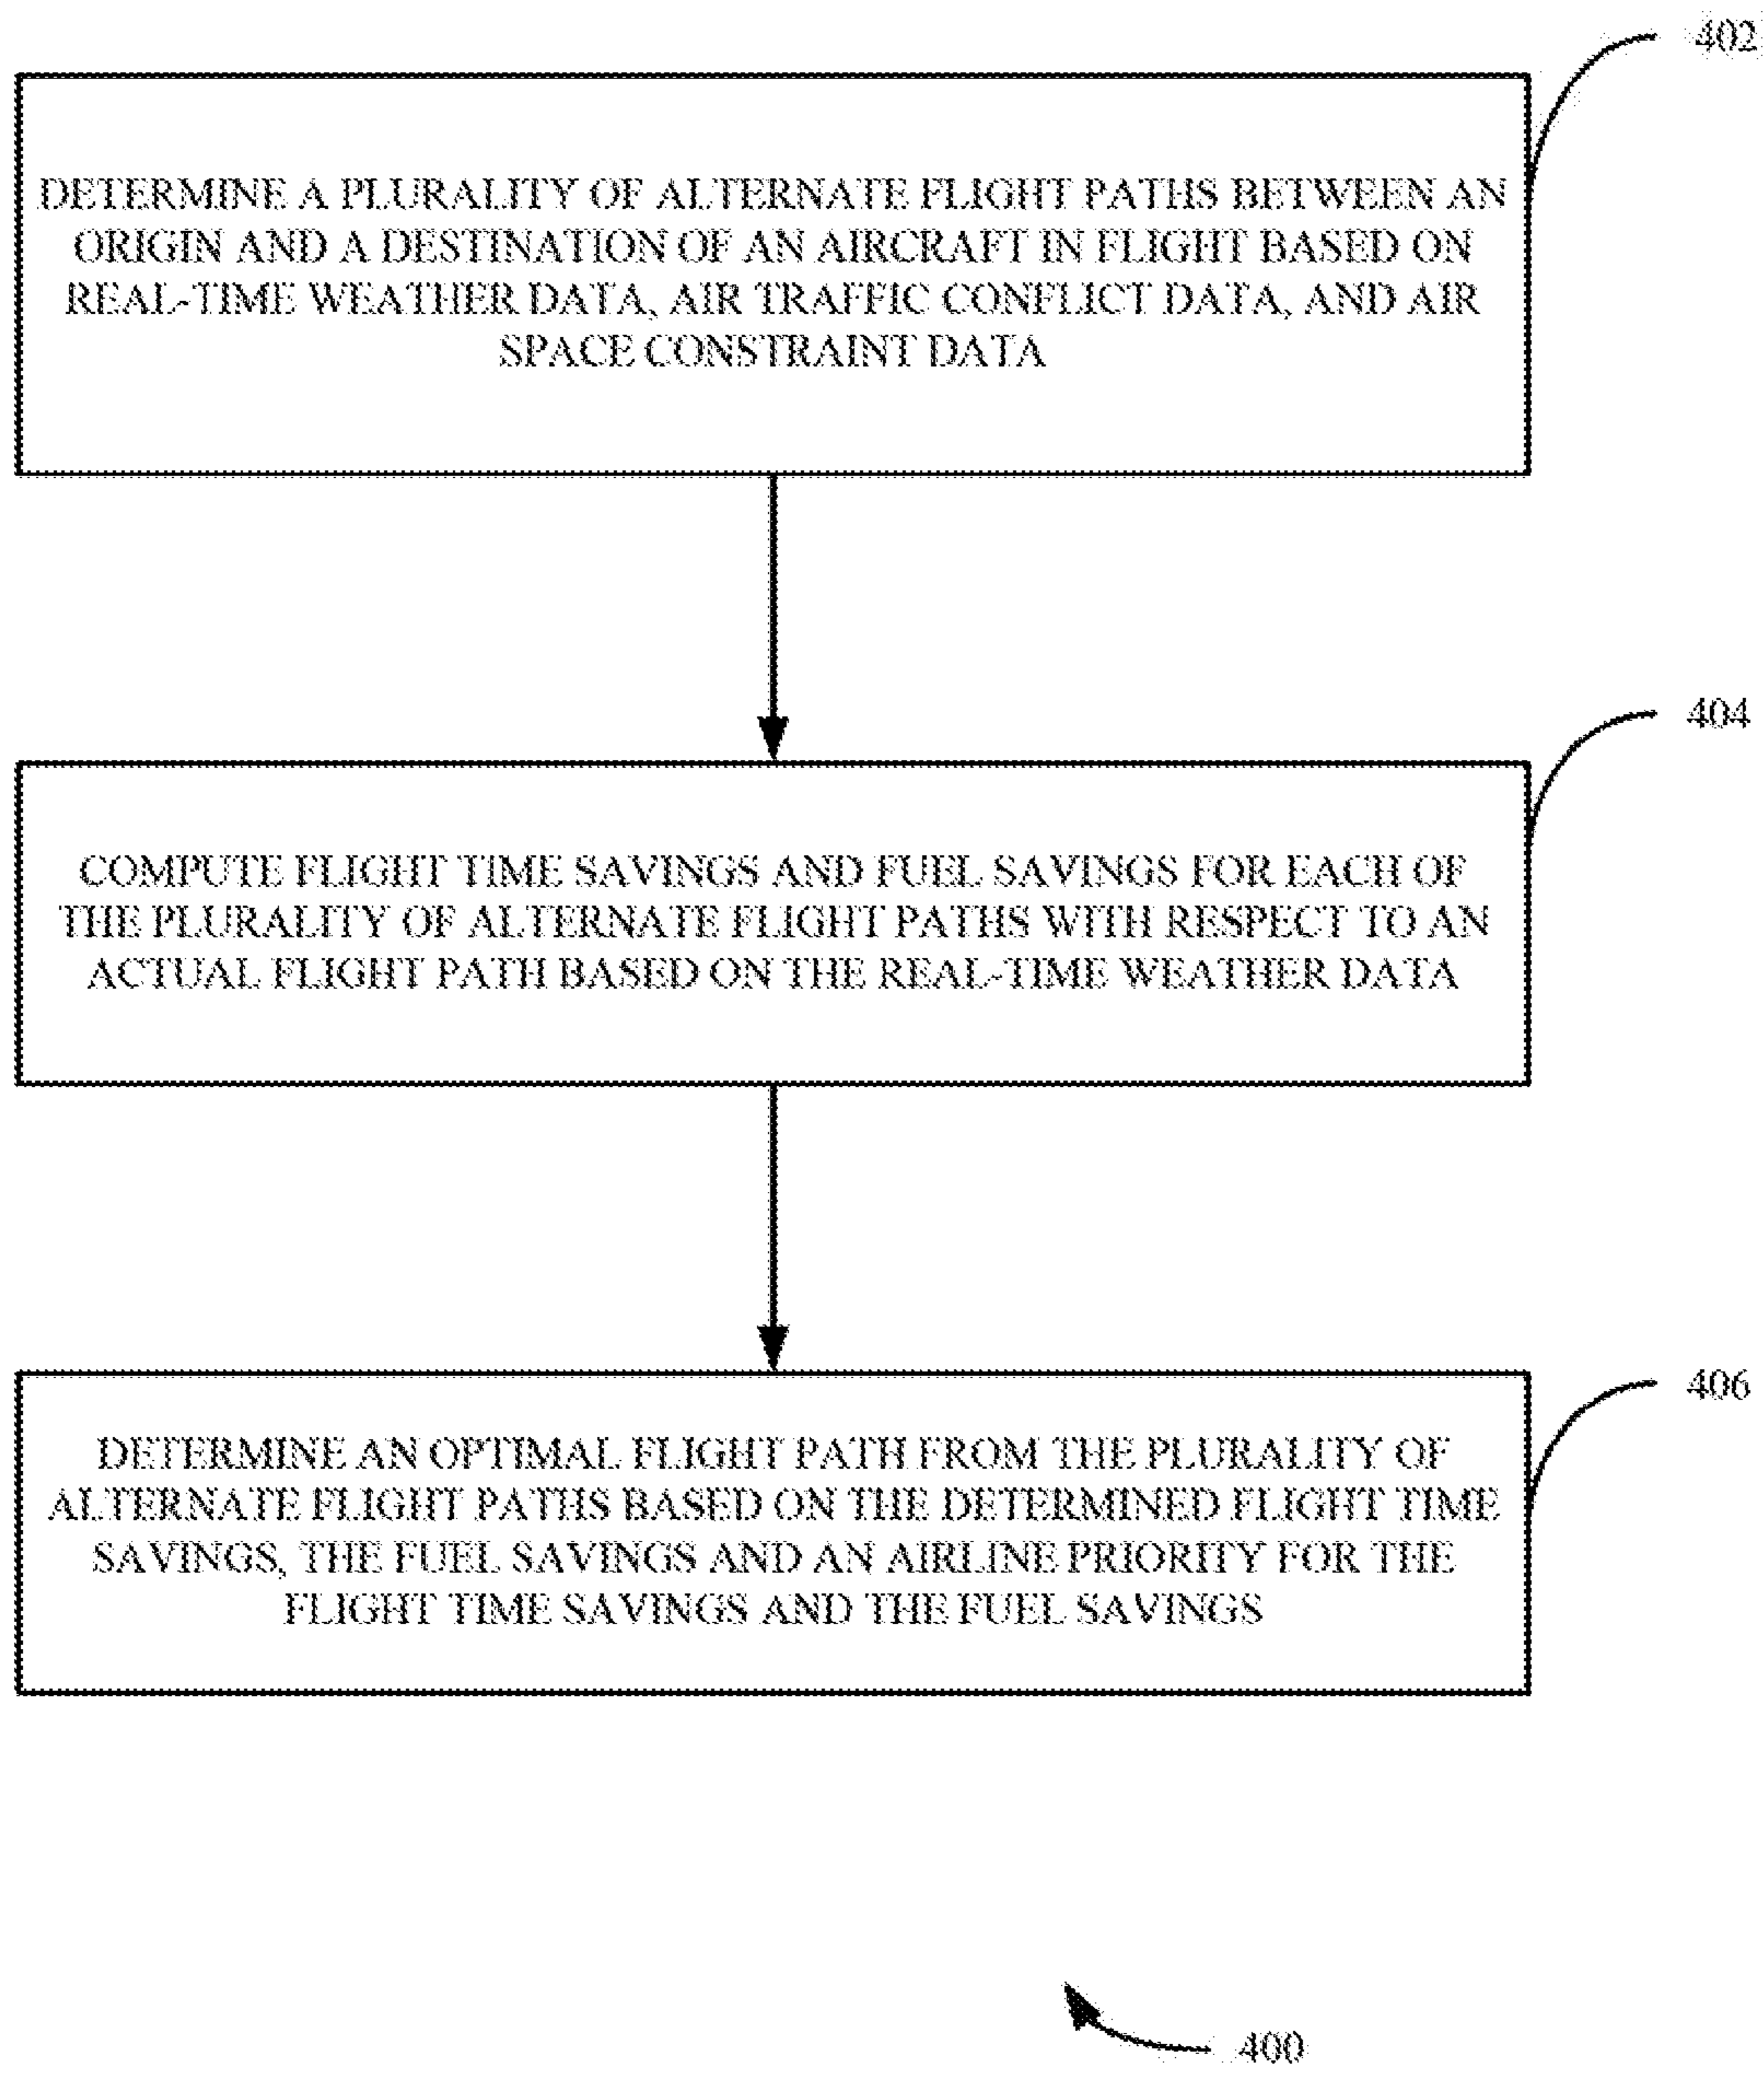 402
DETERMINE A PLURALITY OF ALTERNATE FLIGHT PATHS BETWEEN AN
ORIGIN AND A DESTINATION OF AN AIRCRAFT IN FLIGHT BASED ON
REAL-TIME WEATHER DATA, AIR TRAFFIC CONFLICT DATA, AND AIR
SPACE CONSTRAINT DATA
404
COMPUTE FLIGHT TIME SAVINGS AND FUEL SAVINGS FOR EACH OF
THE PLURALITY OF ALTERNATE FLIGHT PATHS WITH RESPECT TO AN
ACTUAL FLIGHT PATH BASED ON THE REAL-TIME WEATHER DATA
406
DETERMINE AN OPTIMAL FLIGHT PATH FROM THE PLURALITY OF
ALTERNATE FLIGHT PATHS BASED ON THE DETERMINED FLIGHT TIME
SAVINGS, THE FUEL SAVINGS AND AN AIRLINE PRIORITY FOR THE
FLIGHT TIME SAVINGS AND THE FUEL SAVINGS
400